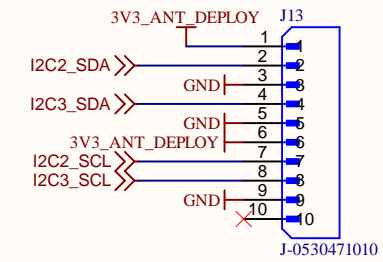 3V3_ANT_DEPLOY J13
1 1
I2C2_SDA 2 2
GND 3 3
I2C3_SDA 4 4
GND 5 5
3V3_ANT_DEPLOY 6 6
I2C2_SCL 7 7
I2C3_SCL 8 8
GND 9 9
10 10
J-0530471010